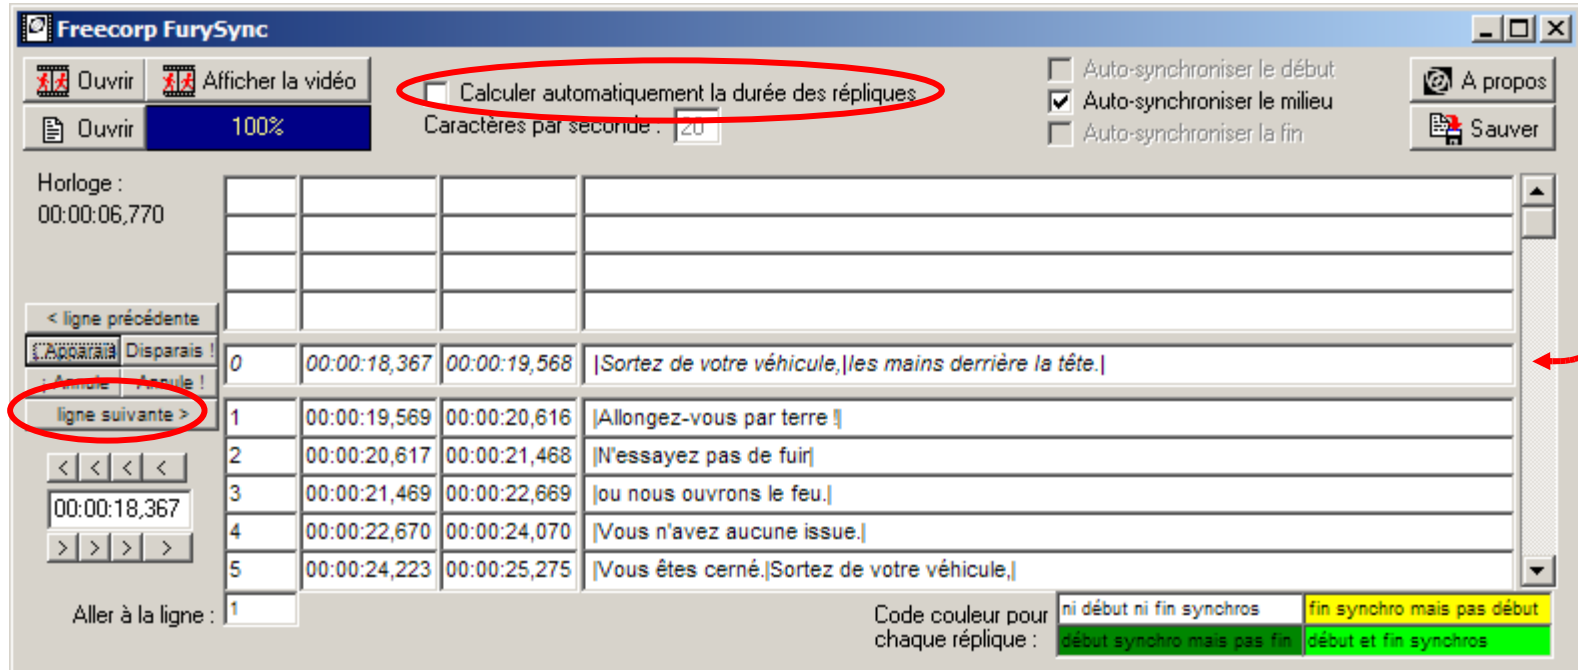 Freecorp FurySync
Ouvrir Afficher la vidéo
Calculer automatiquement la durée des répliques
Auto-synchroniser le début
A propos
Ouvrir 100%
Caractères par seconde : 20
Auto-synchroniser le milieu
Auto-synchroniser la fin
Sauver
Horloge :
00:00:06,770
< ligne précédente
¡ Apparais Disparais !
¡ Annule Annule !
ligne suivante >
0 00:00:18,367 00:00:19,568 |Sortez de votre véhicule,|les mains derrière la tête.|
1 00:00:19,569 00:00:20,616 |Allongez-vous par terre !|
2 00:00:20,617 00:00:21,468 |N'essayez pas de fuir|
3 00:00:21,469 00:00:22,669 |ou nous ouvrons le feu.|
4 00:00:22,670 00:00:24,070 |Vous n'avez aucune issue.|
5 00:00:24,223 00:00:25,275 |Vous êtes cerné.|Sortez de votre véhicule,|
< < < <
00:00:18,367
> > > >
Aller à la ligne : 1
Code couleur pour
chaque réplique :
ni début ni fin synchros fin synchro mais pas début
début synchro mais pas fin début et fin synchros